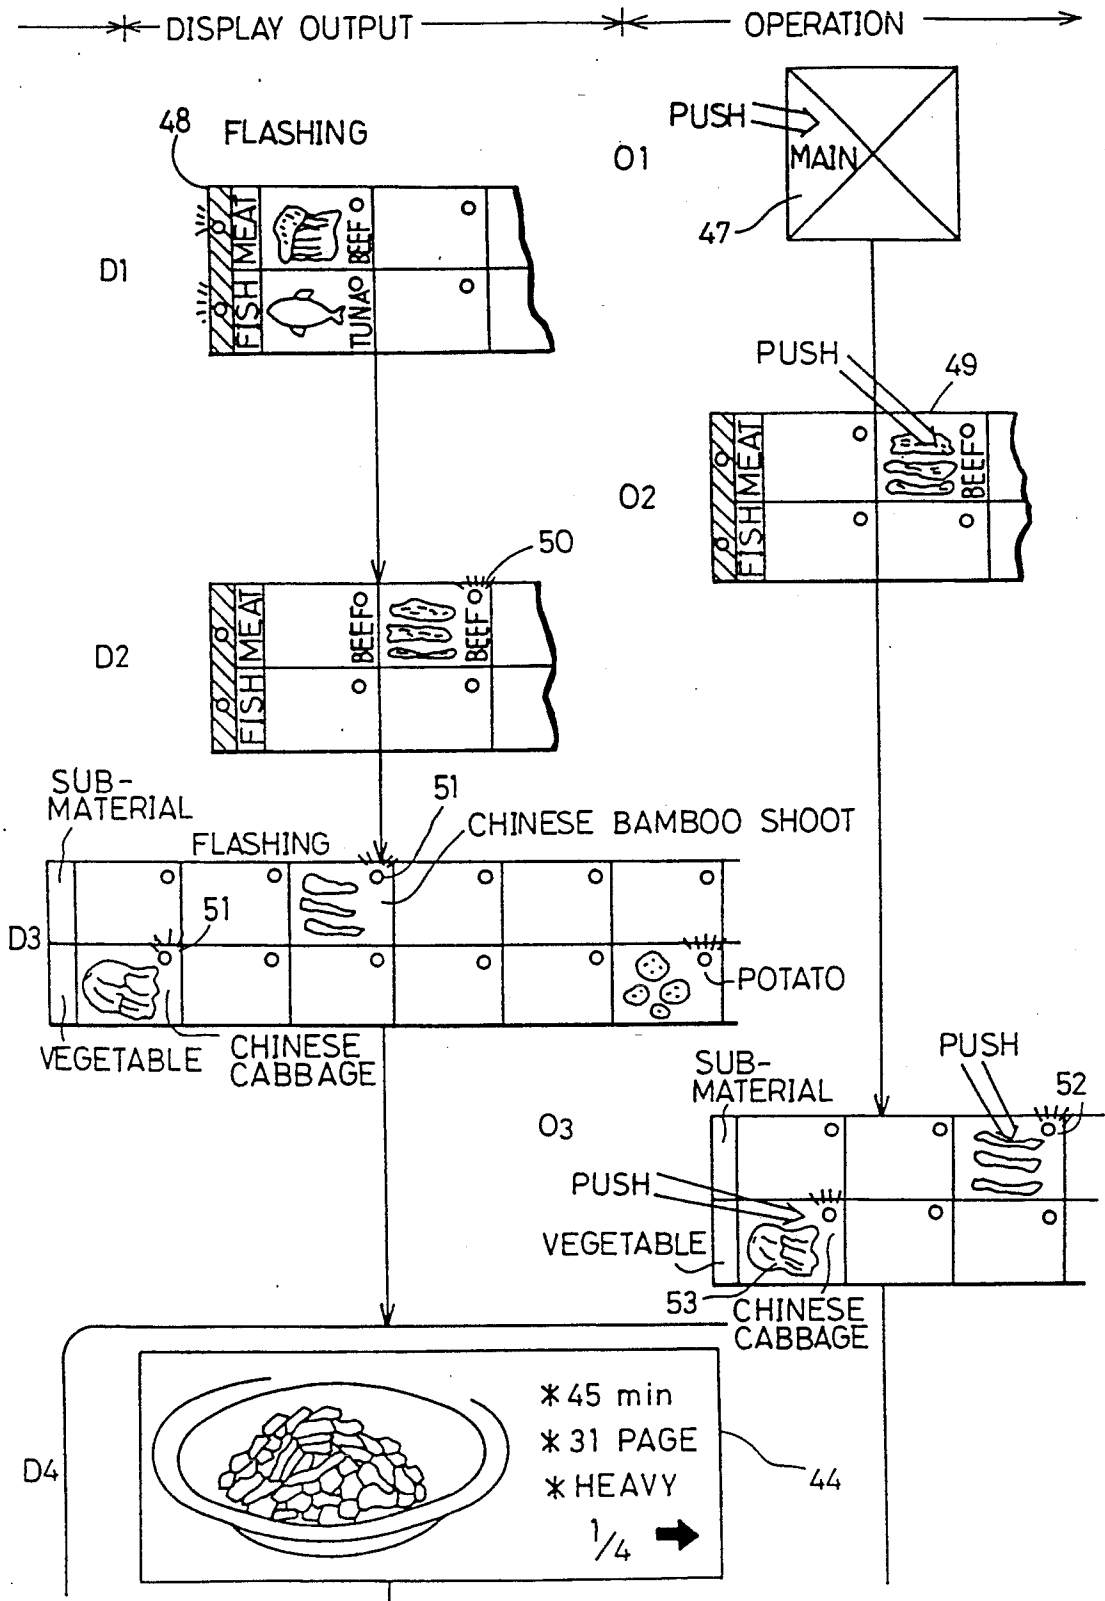 DISPLAY OUTPUT
OPERATION
48
FLASHING
PUSH
O1
MAIN
47
D1
MEAT
FISH
BEEF
TUNA
PUSH
49
O2
MEAT
FISH
BEEF
50
D2
MEAT
FISH
BEEF
BEEF
SUB-
MATERIAL
FLASHING
51
CHINESE BAMBOO SHOOT
D3
51
POTATO
VEGETABLE
CHINESE
CABBAGE
PUSH
SUB-
MATERIAL
52
O3
PUSH
VEGETABLE
53
CHINESE
CABBAGE
D4
*45 min
*31 PAGE
*HEAVY
1/4
44